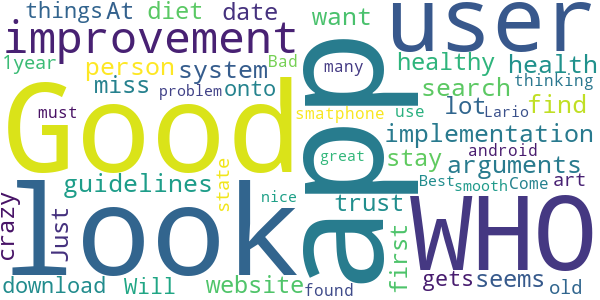 things At diet date want user
improvement
1year person system Bad many healthy health
miss problem onto search thinking
Good must app smatphone lot Lario find
use implementation
great stay android arguments
guidelines state
look nice Best smooth Come art
crazy Just trust first WHO
download Will website found gets seems old